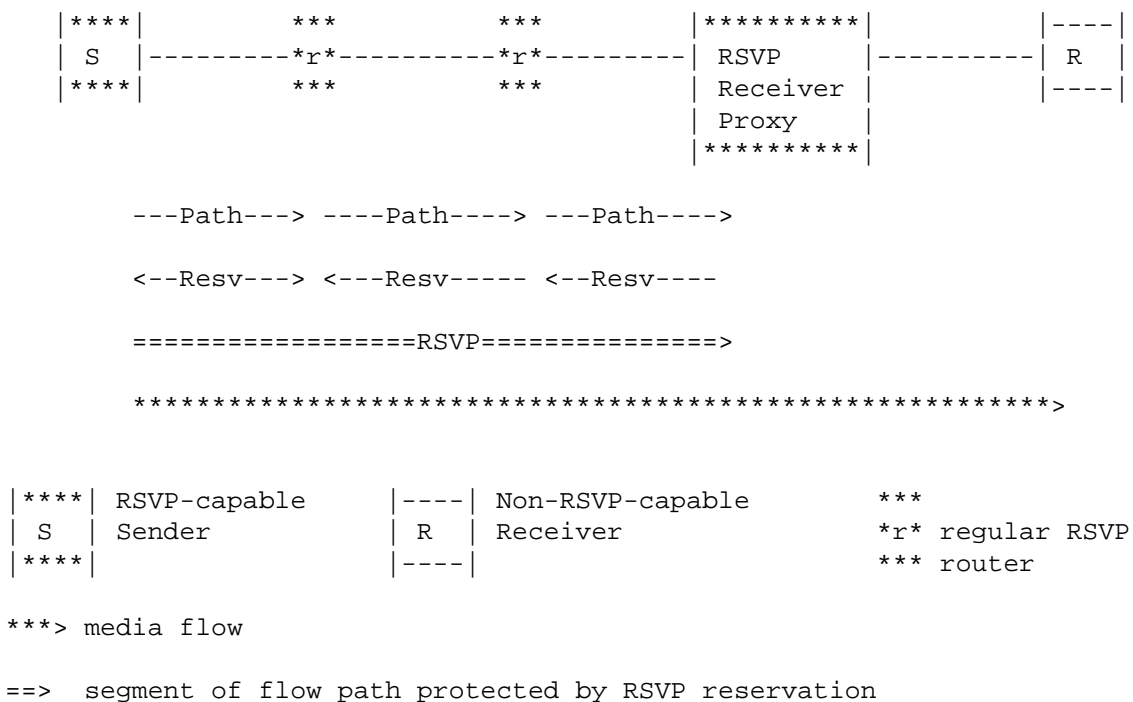 |****|         ***          ***         |**********|          |----|
| S  |---------*r*----------*r*---------| RSVP     |----------| R  |
|****|         ***          ***         | Receiver |          |----|
                                        | Proxy    |
                                        |**********|
---Path---> ----Path----> ---Path---->
<--Resv---> <---Resv----- <--Resv----
==================RSVP===============>
**********************************************************>
|****| RSVP-capable     |----| Non-RSVP-capable        ***
| S  | Sender           | R  | Receiver               *r* regular RSVP
|****|                  |----|                        *** router
***> media flow
==>  segment of flow path protected by RSVP reservation